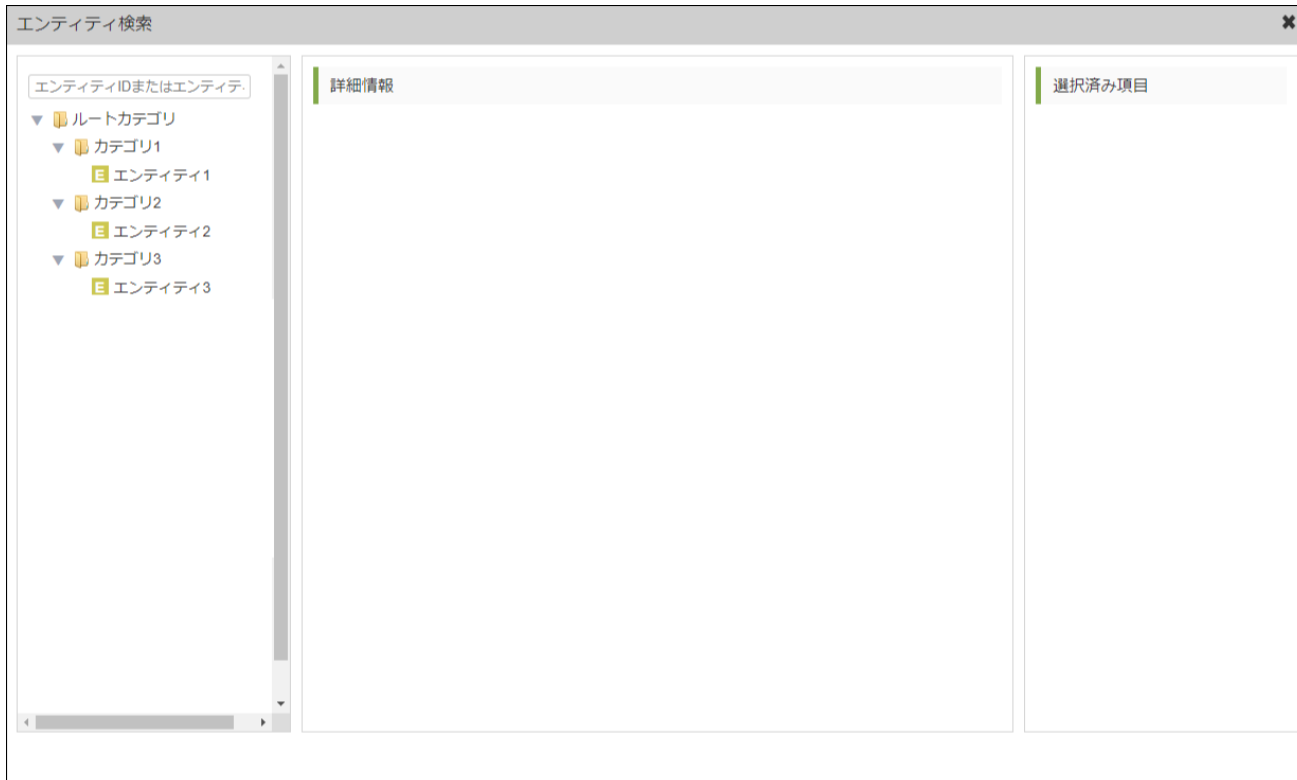 エンティティ検索
エンティティIDまたはエンティテ
ルートカテゴリ
カテゴリ1
E エンティティ1
カテゴリ2
E エンティティ2
カテゴリ3
E エンティティ3
詳細情報
選択済み項目